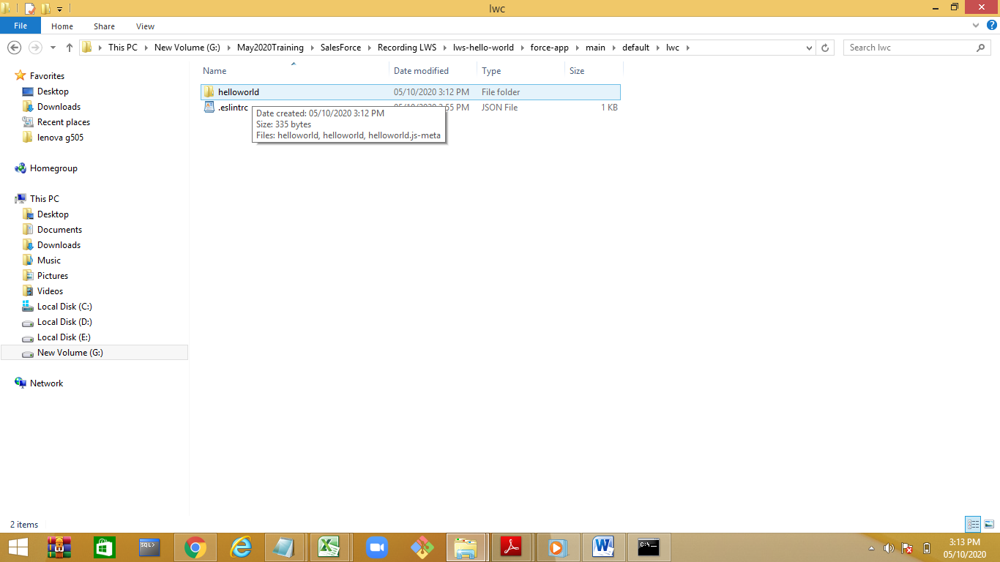 lwc
File Home Share View
This PC New Volume (G:) May2020Training SalesForce Recording LWS lws-hello-world force-app main default lwc
Search lwc
Favorites
Desktop
Downloads
Recent places
lenova g505
Homegroup
This PC
Desktop
Documents
Downloads
Music
Pictures
Videos
Local Disk (C:)
Local Disk (D:)
Local Disk (E:)
New Volume (G:)
Network
Name Date modified Type Size
helloworld 05/10/2020 3:12 PM File folder
.eslintrc PM JSON File 1 KB
Date created: 05/10/2020 3:12 PM
Size: 335 bytes
Files: helloworld, helloworld, helloworld.js-meta
2 items
SQL>
C:\
3:13 PM
05/10/2020